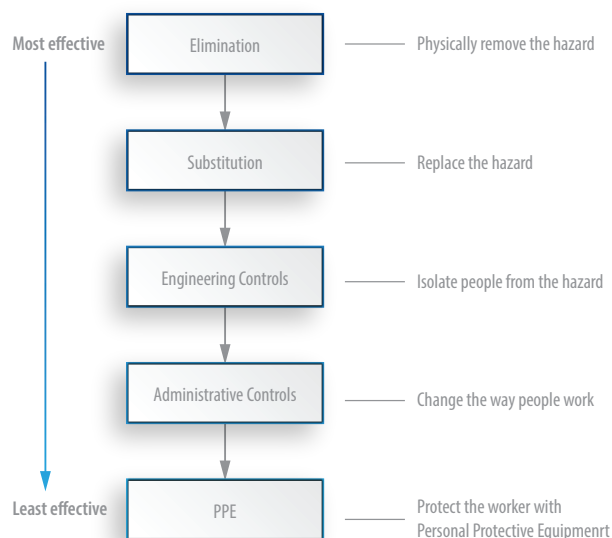 Most effective
Elimination
Physically remove the hazard
Substitution
Replace the hazard
Engineering Controls
Isolate people from the hazard
Administrative Controls
Change the way people work
Least effective
PPE
Protect the worker with
Personal Protective Equipmenrt